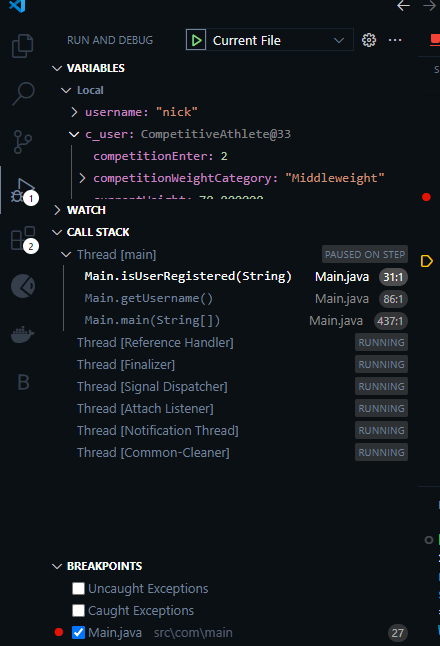 RUN AND DEBUG
Current File
VARIABLES
Local
username: "nick"
c_user: CompetitiveAthlete@33
competitionEnter: 2
competitionWeightCategory: "Middleweight"
WATCH
CALL STACK
Thread [main] PAUSED ON STEP
Main.isUserRegistered(String) Main.java 31:1
Main.getUsername() Main.java 86:1
Main.main(String[]) Main.java 437:1
Thread [Reference Handler] RUNNING
Thread [Finalizer] RUNNING
Thread [Signal Dispatcher] RUNNING
Thread [Attach Listener] RUNNING
Thread [Notification Thread] RUNNING
Thread [Common-Cleaner] RUNNING
1
2
B
BREAKPOINTS
Uncaught Exceptions
Caught Exceptions
Main.java src\com\main 27